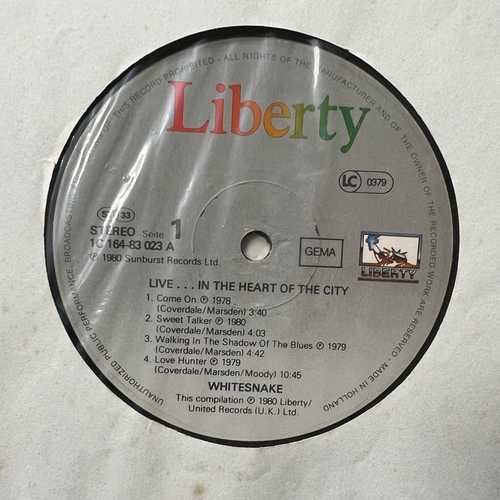 OF THIS RECORD PROHIBITED - ALL RIGHTS OF THE MANUFACTURER AND OF THE OWNER OF THE RECORDED WORK ARE RESERVED - MADE IN HOLLAND
UNAUTHORIZED PUBLIC PERFORMANCE, BROADCASTING
Liberty
LC 0379
ST 33
STEREO Seite 1
1C 164-83 023 A
℗ 1980 Sunburst Records Ltd.
GEMA
LIBERTY
LIVE . . . IN THE HEART OF THE CITY
1. Come On ℗ 1978
(Coverdale/Marsden) 3:40
2. Sweet Talker ℗ 1980
(Coverdale/Marsden) 4:03
3. Walking In The Shadow Of The Blues ℗ 1979
(Coverdale/Marsden) 4:42
4. Love Hunter ℗ 1979
(Coverdale/Marsden/Moody) 10:45
WHITESNAKE
This compilation ℗ 1980 Liberty/
United Records (U.K.) Ltd.